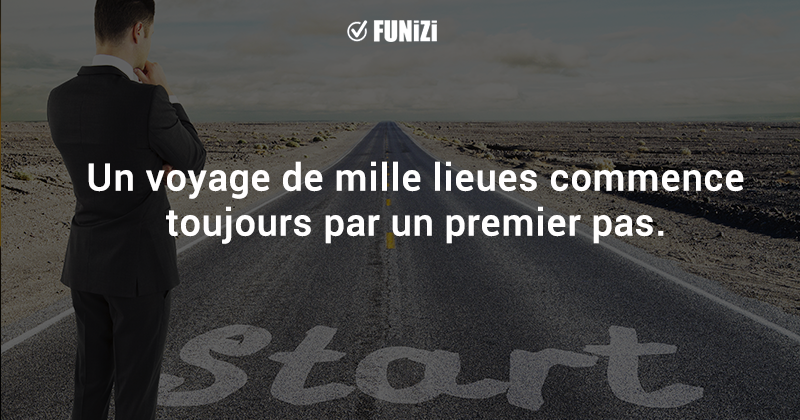 FUNiZi
Un voyage de mille lieues commence
toujours par un premier pas.
Start